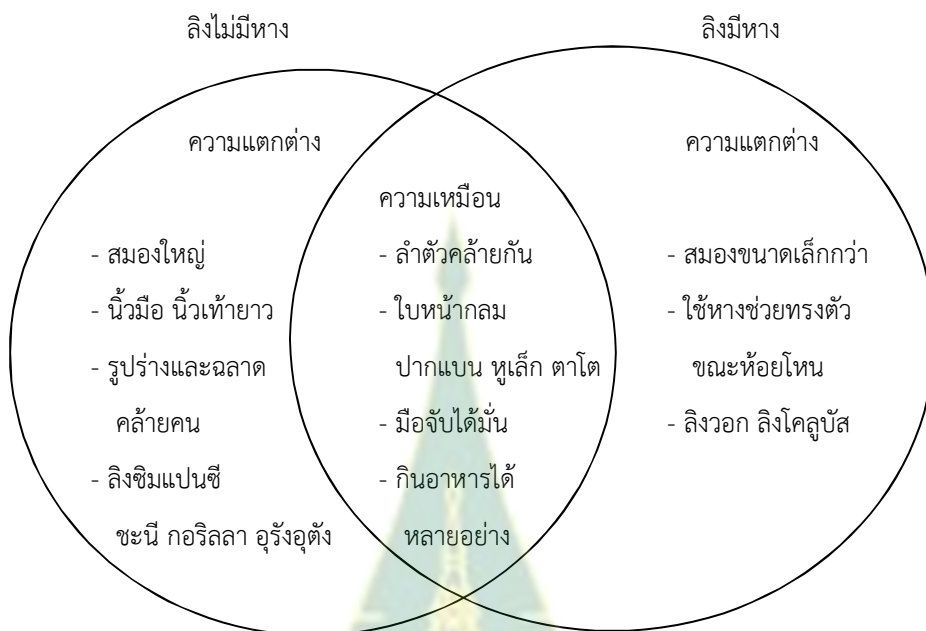 ลิงไม่มีหาง
ลิงมีหาง
ความแตกต่าง
- สมองใหญ่
- นิ้วมือ นิ้วเท้ายาว
- รูปร่างและฉลาด
คล้ายคน
- ลิงซิมแปนซี
ชะนี กอริลลา อุรังอุตัง
ความเหมือน
- ลำตัวคล้ายกัน
- ใบหน้ากลม
ปากแบน หูเล็ก ตาโต
- มือจับได้มั่น
- กินอาหารได้
หลายอย่าง
ความแตกต่าง
- สมองขนาดเล็กกว่า
- ใช้หางช่วยทรงตัว
ขณะห้อยโหน
- ลิงวอก ลิงโคลูบัส